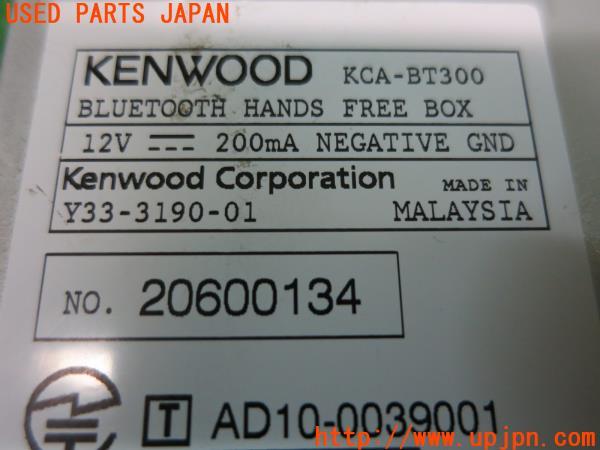 USED PARTS JAPAN
KENWOOD KCA-BT300
BLUETOOTH HANDS FREE BOX
12V ⎓ 200mA NEGATIVE GND
Kenwood Corporation MADE IN
Y33-3190-01 MALAYSIA
NO. 20600134
T AD10-0039001
http://www.upjpn.com